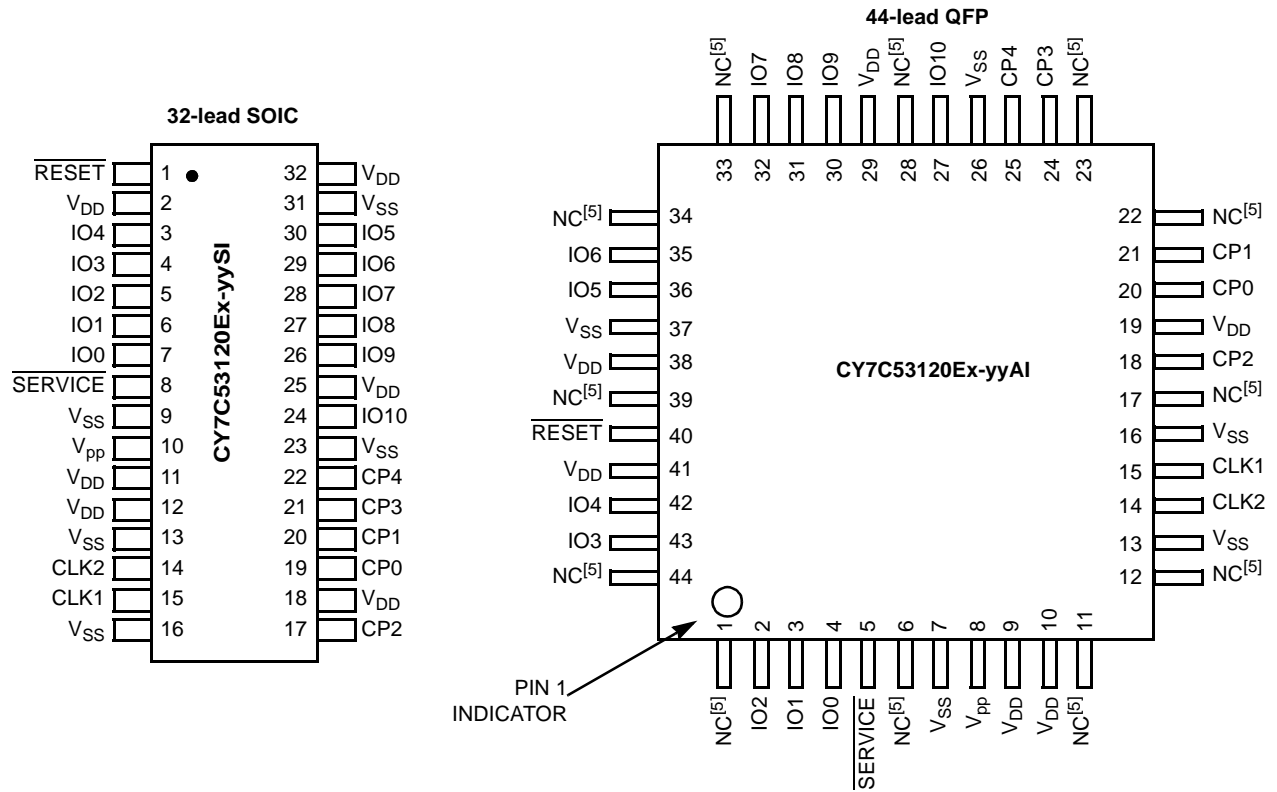 44-lead QFP
NC[5] IO7 IO8 IO9 VDD NC[5] IO10 VSS CP4 CP3 NC[5]
33 32 31 30 29 28 27 26 25 24 23
32-lead SOIC
RESET 1 32 VDD
VDD 2 31 VSS
IO4 3 30 IO5
IO3 4 29 IO6
IO2 5 28 IO7
IO1 6 27 IO8
IO0 7 26 IO9
SERVICE 8 25 VDD
VSS 9 24 IO10
Vpp 10 23 VSS
VDD 11 22 CP4
VDD 12 21 CP3
VSS 13 20 CP1
CLK2 14 19 CP0
CLK1 15 18 VDD
VSS 16 17 CP2
CY7C53120Ex-yySI
NC[5] 34 22 NC[5]
IO6 35 21 CP1
IO5 36 20 CP0
VSS 37 19 VDD
VDD 38 18 CP2
NC[5] 39 17 NC[5]
RESET 40 16 VSS
VDD 41 15 CLK1
IO4 42 14 CLK2
IO3 43 13 VSS
NC[5] 44 12 NC[5]
CY7C53120Ex-yyAI
1 2 3 4 5 6 7 8 9 10 11
NC[5] IO2 IO1 IO0 SERVICE NC[5] VSS Vpp VDD VDD NC[5]
PIN 1
INDICATOR